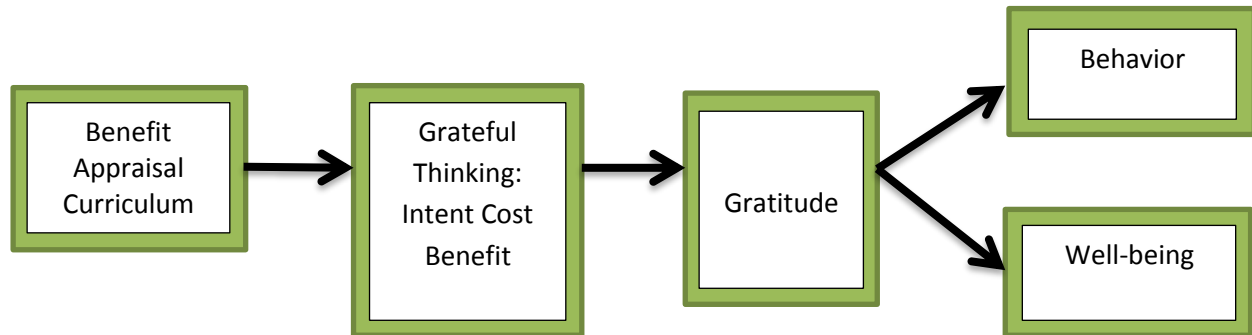 Benefit
Appraisal
Curriculum
Grateful
Thinking:
Intent Cost
Benefit
Gratitude
Behavior
Well-being